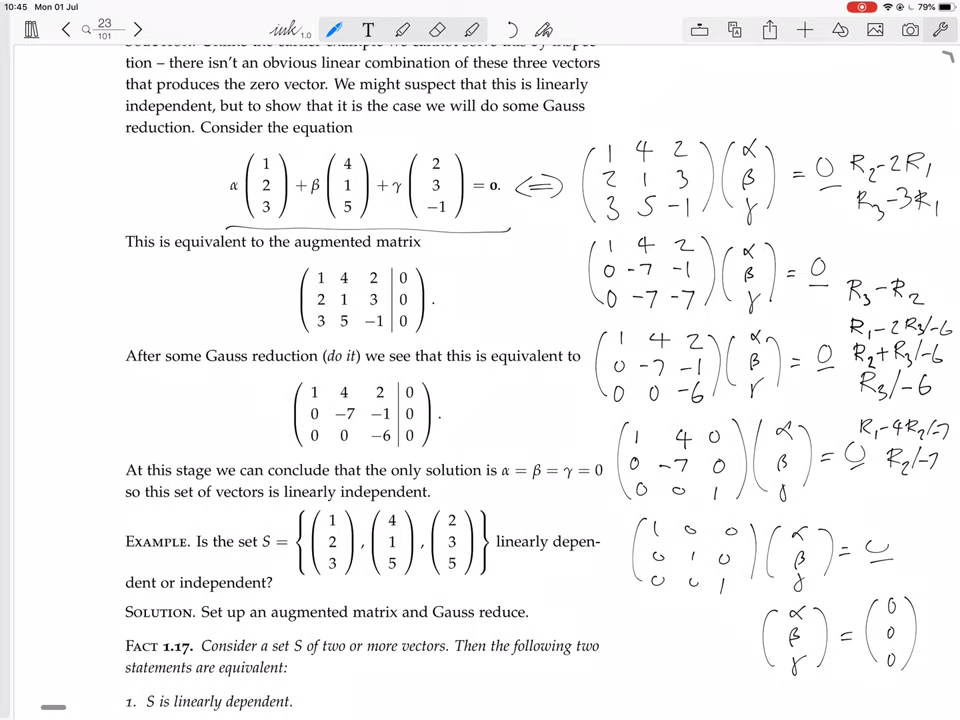 10:45 Mon 01 Jul
79%
23
101
ink 1.0
T
tion – there isn't an obvious linear combination of these three vectors
that produces the zero vector. We might suspect that this is linearly
independent, but to show that it is the case we will do some Gauss
reduction. Consider the equation
α ( 1 2 3 ) + β ( 4 1 5 ) + γ ( 2 3 −1 ) = 0.
This is equivalent to the augmented matrix
( 1 4 2 | 0
2 1 3 | 0
3 5 −1 | 0 ) .
After some Gauss reduction (do it) we see that this is equivalent to
( 1 4 2 | 0
0 −7 −1 | 0
0 0 −6 | 0 ) .
At this stage we can conclude that the only solution is α = β = γ = 0
so this set of vectors is linearly independent.
EXAMPLE. Is the set S = { ( 1 2 3 ) , ( 4 1 5 ) , ( 2 3 5 ) } linearly depen-
dent or independent?
SOLUTION. Set up an augmented matrix and Gauss reduce.
FACT 1.17. Consider a set S of two or more vectors. Then the following two
statements are equivalent:
1. S is linearly dependent.
⇔ ( 1 4 2
2 1 3
3 5 -1 ) ( α β γ ) = 0
R2-2R1
R3-3R1
( 1 4 2
0 -7 -1
0 -7 -7 ) ( α β γ ) = 0
R3-R2
( 1 4 2
0 -7 -1
0 0 -6 ) ( α β γ ) = 0
R1-2R3/-6
R2+R3/-6
R3/-6
( 1 4 0
0 -7 0
0 0 1 ) ( α β γ ) = 0
R1-4R2/-7
R2/-7
( 1 0 0
0 1 0
0 0 1 ) ( α β γ ) = 0
( α β γ ) = ( 0 0 0 )